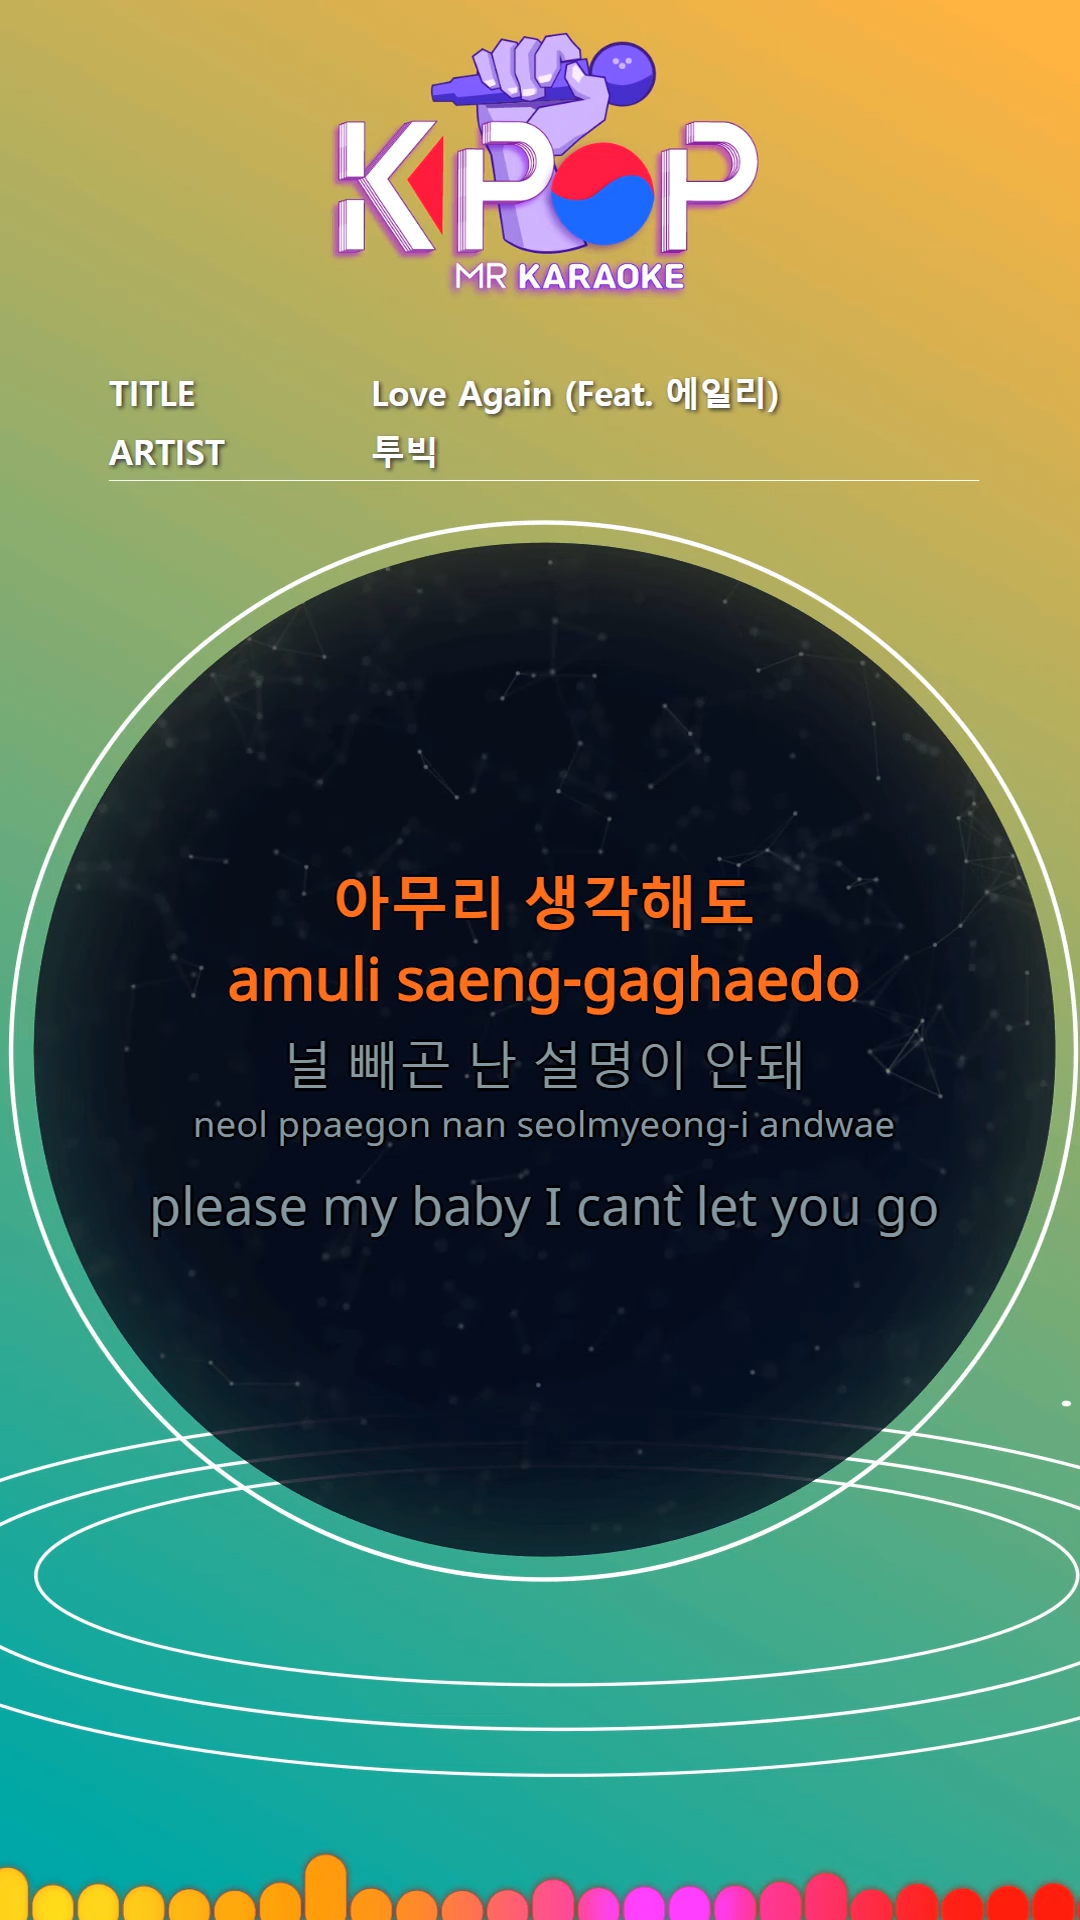 KPOP
MR KARAOKE
TITLE Love Again (Feat. 에일리)
ARTIST 투빅
아무리 생각해도
amuli saeng-gaghaedo
널 빼곤 난 설명이 안돼
neol ppaegon nan seolmyeong-i andwae
please my baby I cant` let you go